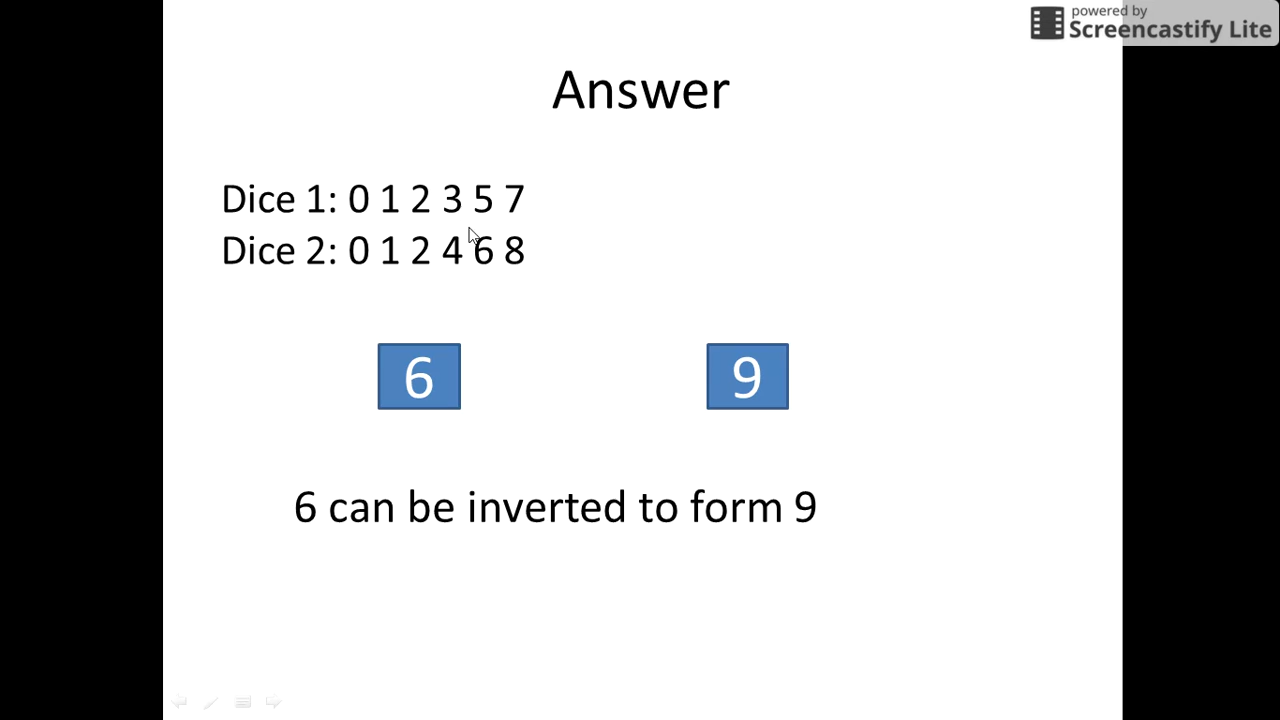 powered by
Screencastify Lite
Answer
Dice 1: 0 1 2 3 5 7
Dice 2: 0 1 2 4 6 8
6
9
6 can be inverted to form 9